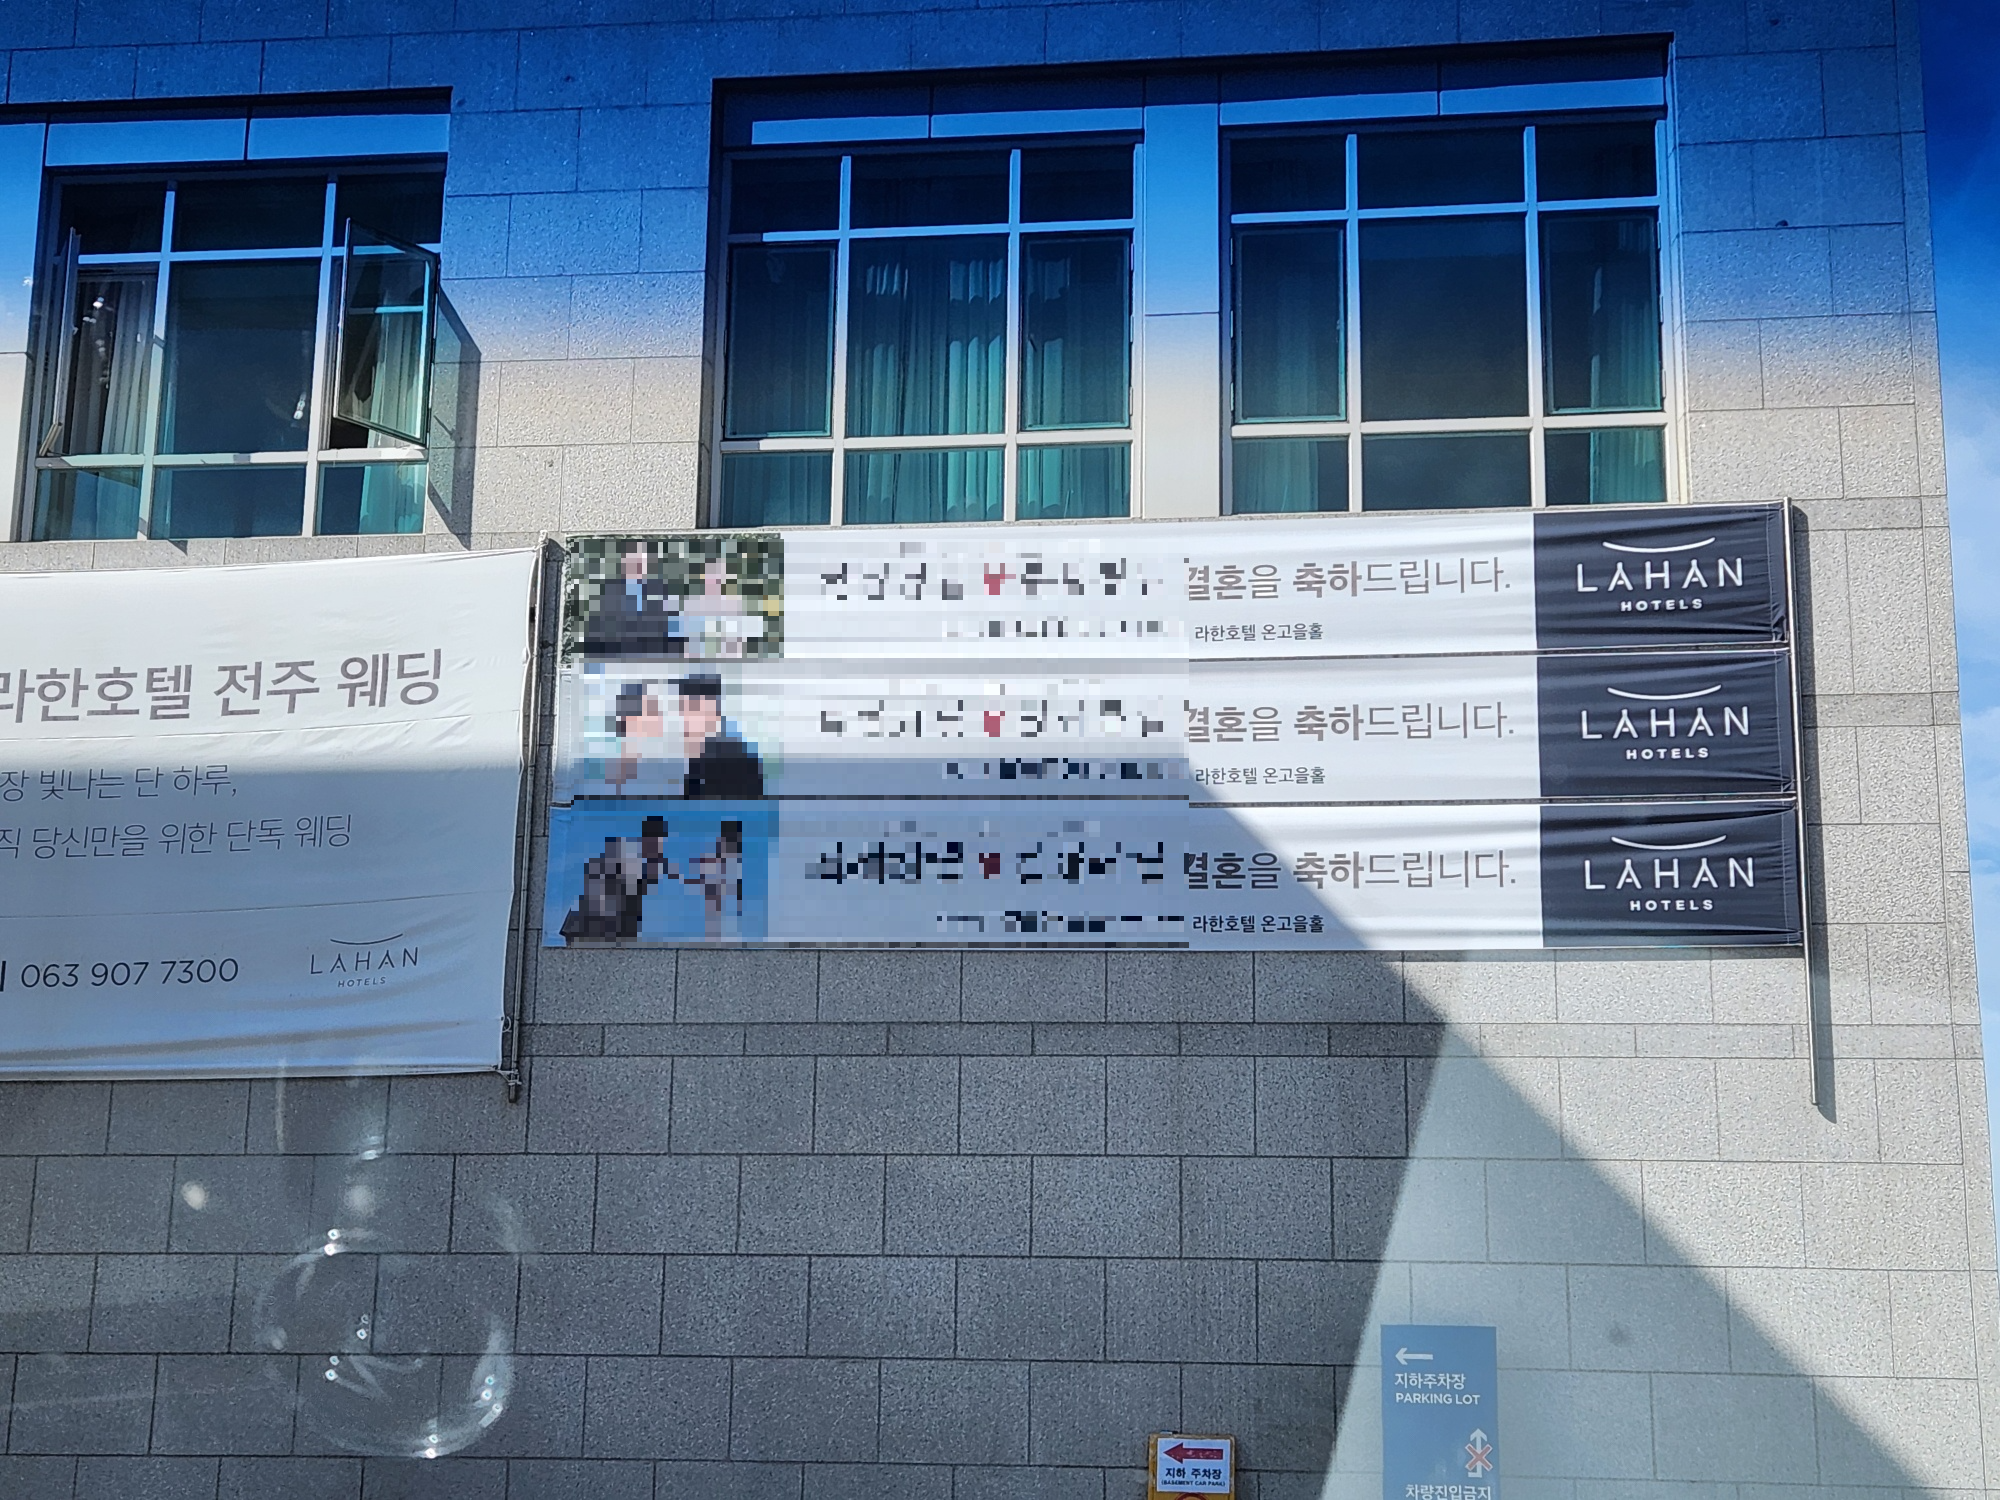 라한호텔 전주 웨딩
장 빛나는 단 하루,
직 당신만을 위한 단독 웨딩
063 907 7300
LAHAN
HOTELS
결혼을 축하드립니다.
라한호텔 온고을홀
LAHAN
HOTELS
결혼을 축하드립니다.
라한호텔 온고을홀
LAHAN
HOTELS
결혼을 축하드립니다.
라한호텔 온고을홀
LAHAN
HOTELS
지하주차장
PARKING LOT
차량진입금지
지하 주차장
(BASEMENT CAR PARK)